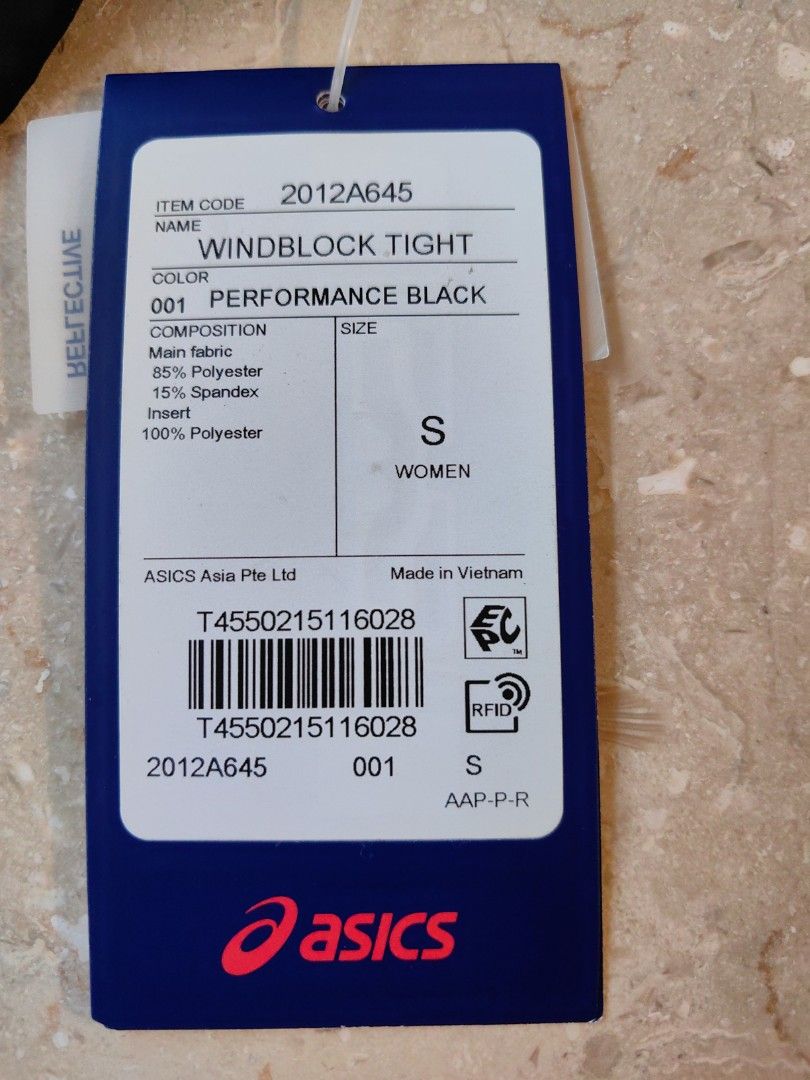 ITEM CODE 2012A645
NAME
WINDBLOCK TIGHT
COLOR
001 PERFORMANCE BLACK
COMPOSITION
Main fabric
85% Polyester
15% Spandex
Insert
100% Polyester
SIZE
S
WOMEN
ASICS Asia Pte Ltd Made in Vietnam
T4550215116028
EPC TM
RFID
T4550215116028
2012A645 001 S
AAP-P-R
asics
REFLECTIVE